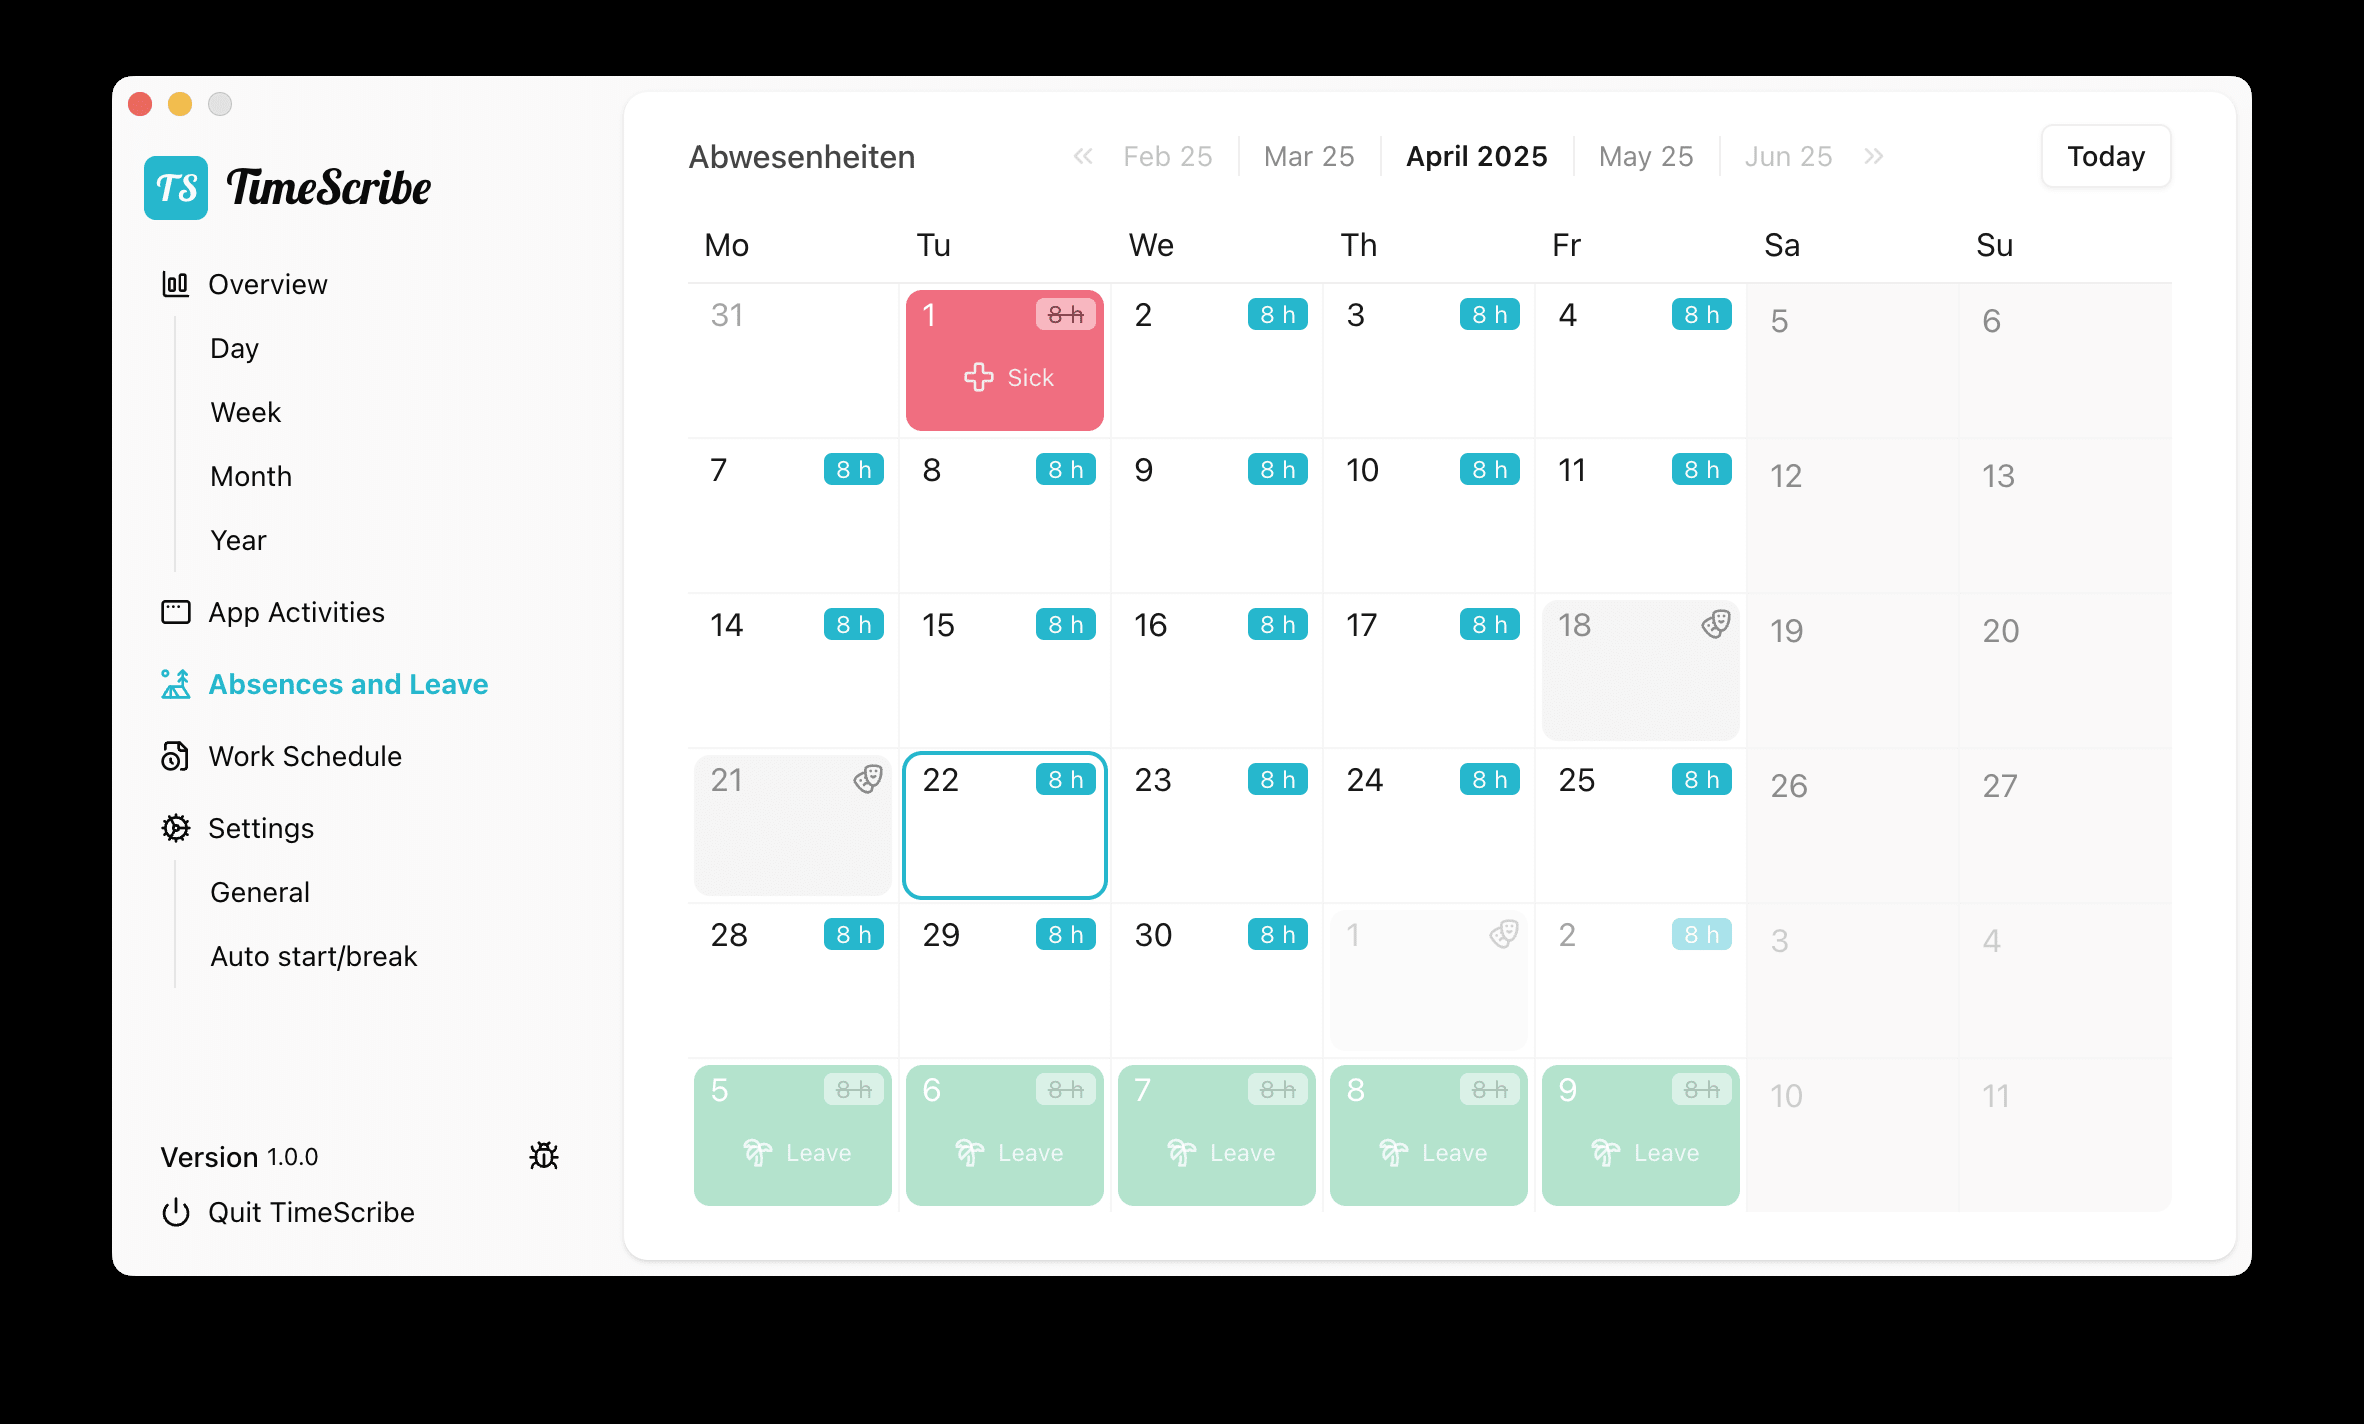 TS TimeScribe
Overview
Day
Week
Month
Year
App Activities
Absences and Leave
Work Schedule
Settings
General
Auto start/break
Version 1.0.0
Quit TimeScribe
Abwesenheiten
Feb 25
Mar 25
April 2025
May 25
Jun 25
Today
Mo Tu We Th Fr Sa Su
31
1 8 h
Sick
2 8 h
3 8 h
4 8 h
5
6
7 8 h
8 8 h
9 8 h
10 8 h
11 8 h
12
13
14 8 h
15 8 h
16 8 h
17 8 h
18
19
20
21
22 8 h
23 8 h
24 8 h
25 8 h
26
27
28 8 h
29 8 h
30 8 h
1
2 8 h
3
4
5 8 h
Leave
6 8 h
Leave
7 8 h
Leave
8 8 h
Leave
9 8 h
Leave
10
11